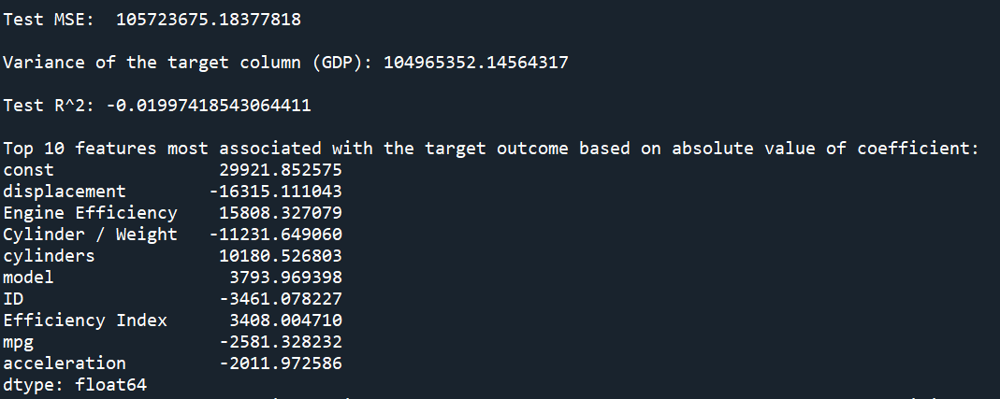 Test MSE:  105723675.18377818
Variance of the target column (GDP): 104965352.14564317
Test R^2: -0.01997418543064411
Top 10 features most associated with the target outcome based on absolute value of coefficient:
const                29921.852575
displacement        -16315.111043
Engine Efficiency    15808.327079
Cylinder / Weight   -11231.649060
cylinders            10180.526803
model                 3793.969398
ID                   -3461.078227
Efficiency Index      3408.004710
mpg                  -2581.328232
acceleration         -2011.972586
dtype: float64